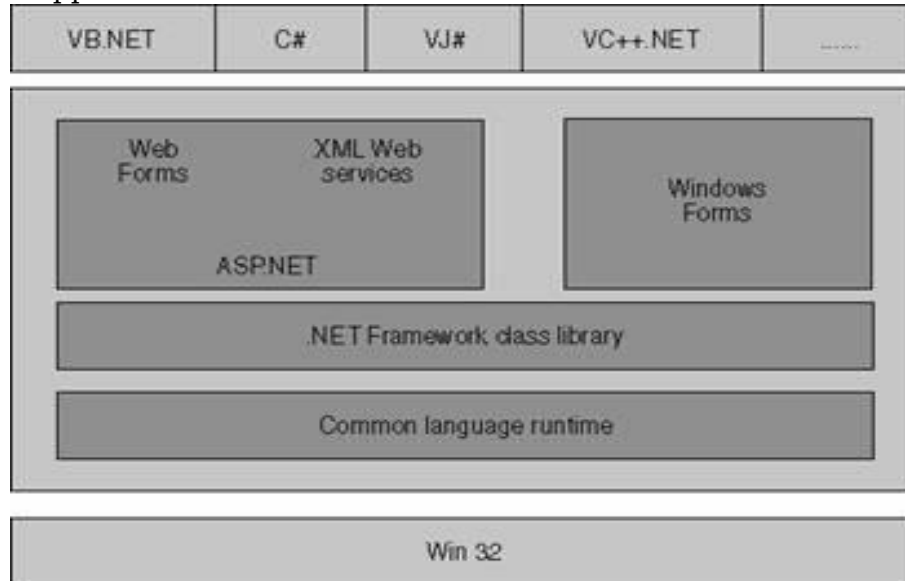 VB.NET C# VJ# VC++.NET ......
Web Forms XML Web services
ASP.NET
Windows Forms
.NET Framework class library
Common language runtime
Win 32